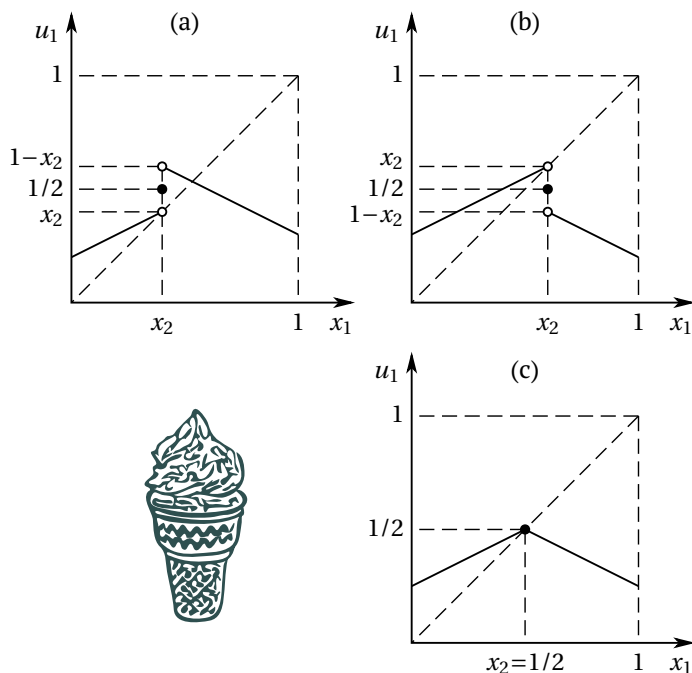 (a)
u₁
1
1−x₂
1/2
x₂
x₂
1
x₁
(b)
u₁
1
x₂
1/2
1−x₂
x₂
1
x₁
(c)
u₁
1
1/2
x₂=1/2
1
x₁